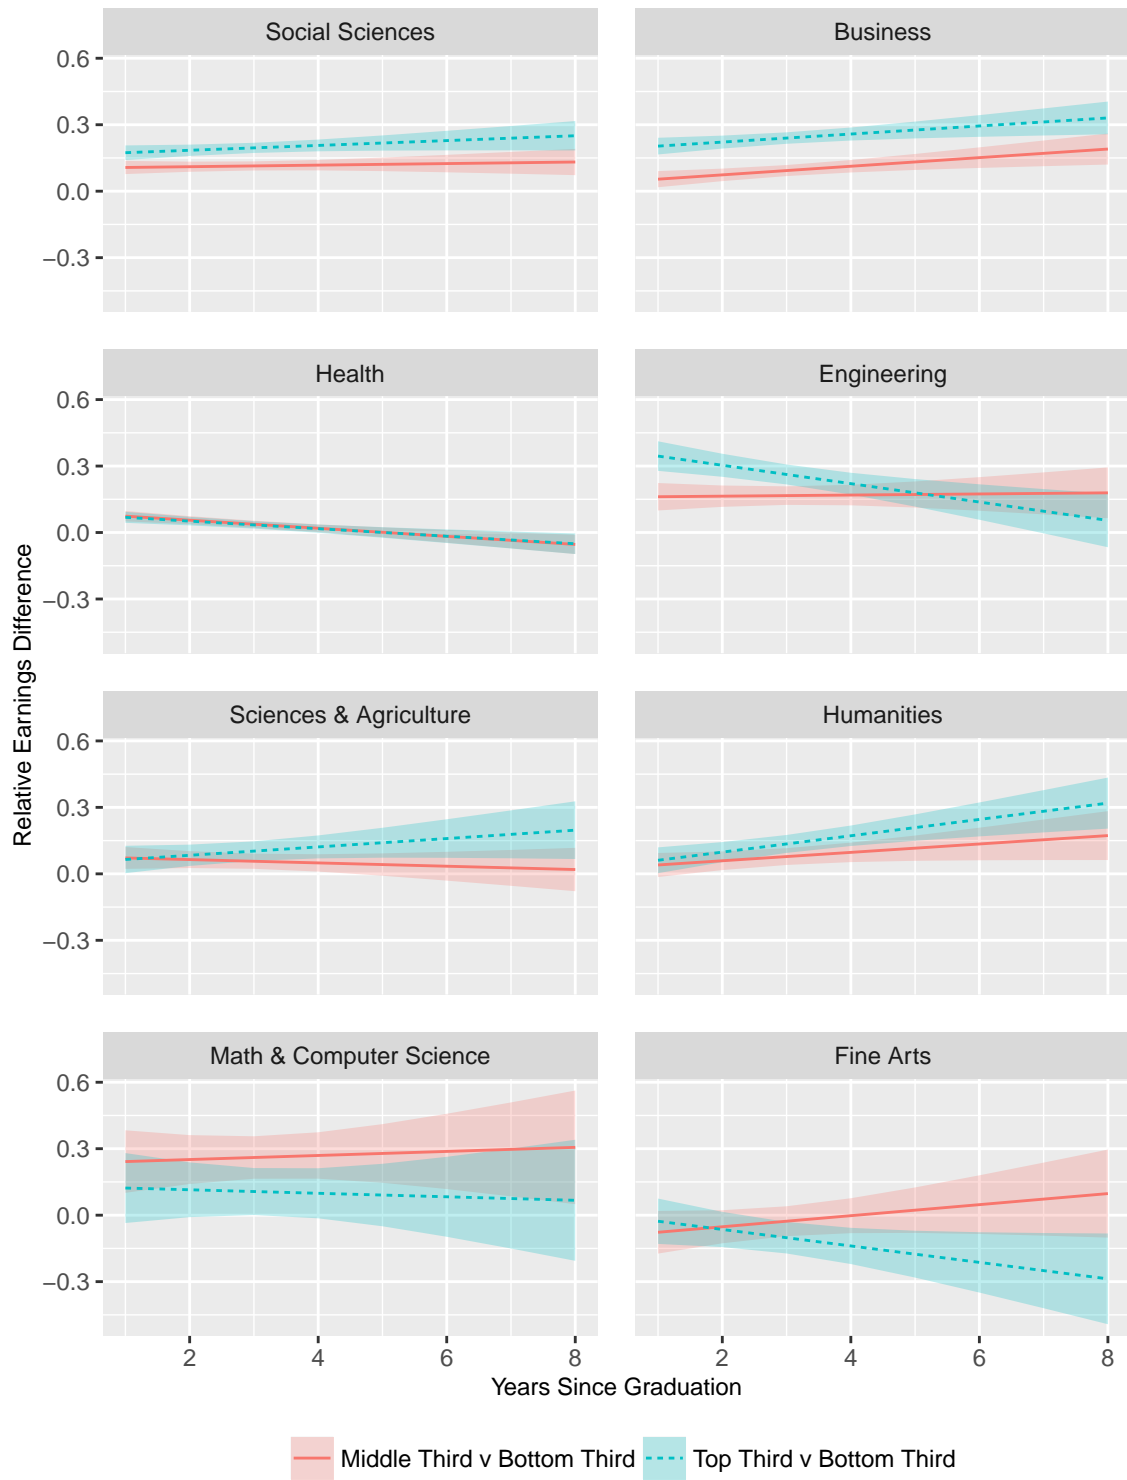 Social Sciences
Business
0.6
0.3
0.0
−0.3
Health
Engineering
0.6
0.3
0.0
−0.3
Relative Earnings Difference
Sciences & Agriculture
Humanities
0.6
0.3
0.0
−0.3
Math & Computer Science
Fine Arts
0.6
0.3
0.0
−0.3
2 4 6 8 2 4 6 8
Years Since Graduation
Middle Third v Bottom Third Top Third v Bottom Third